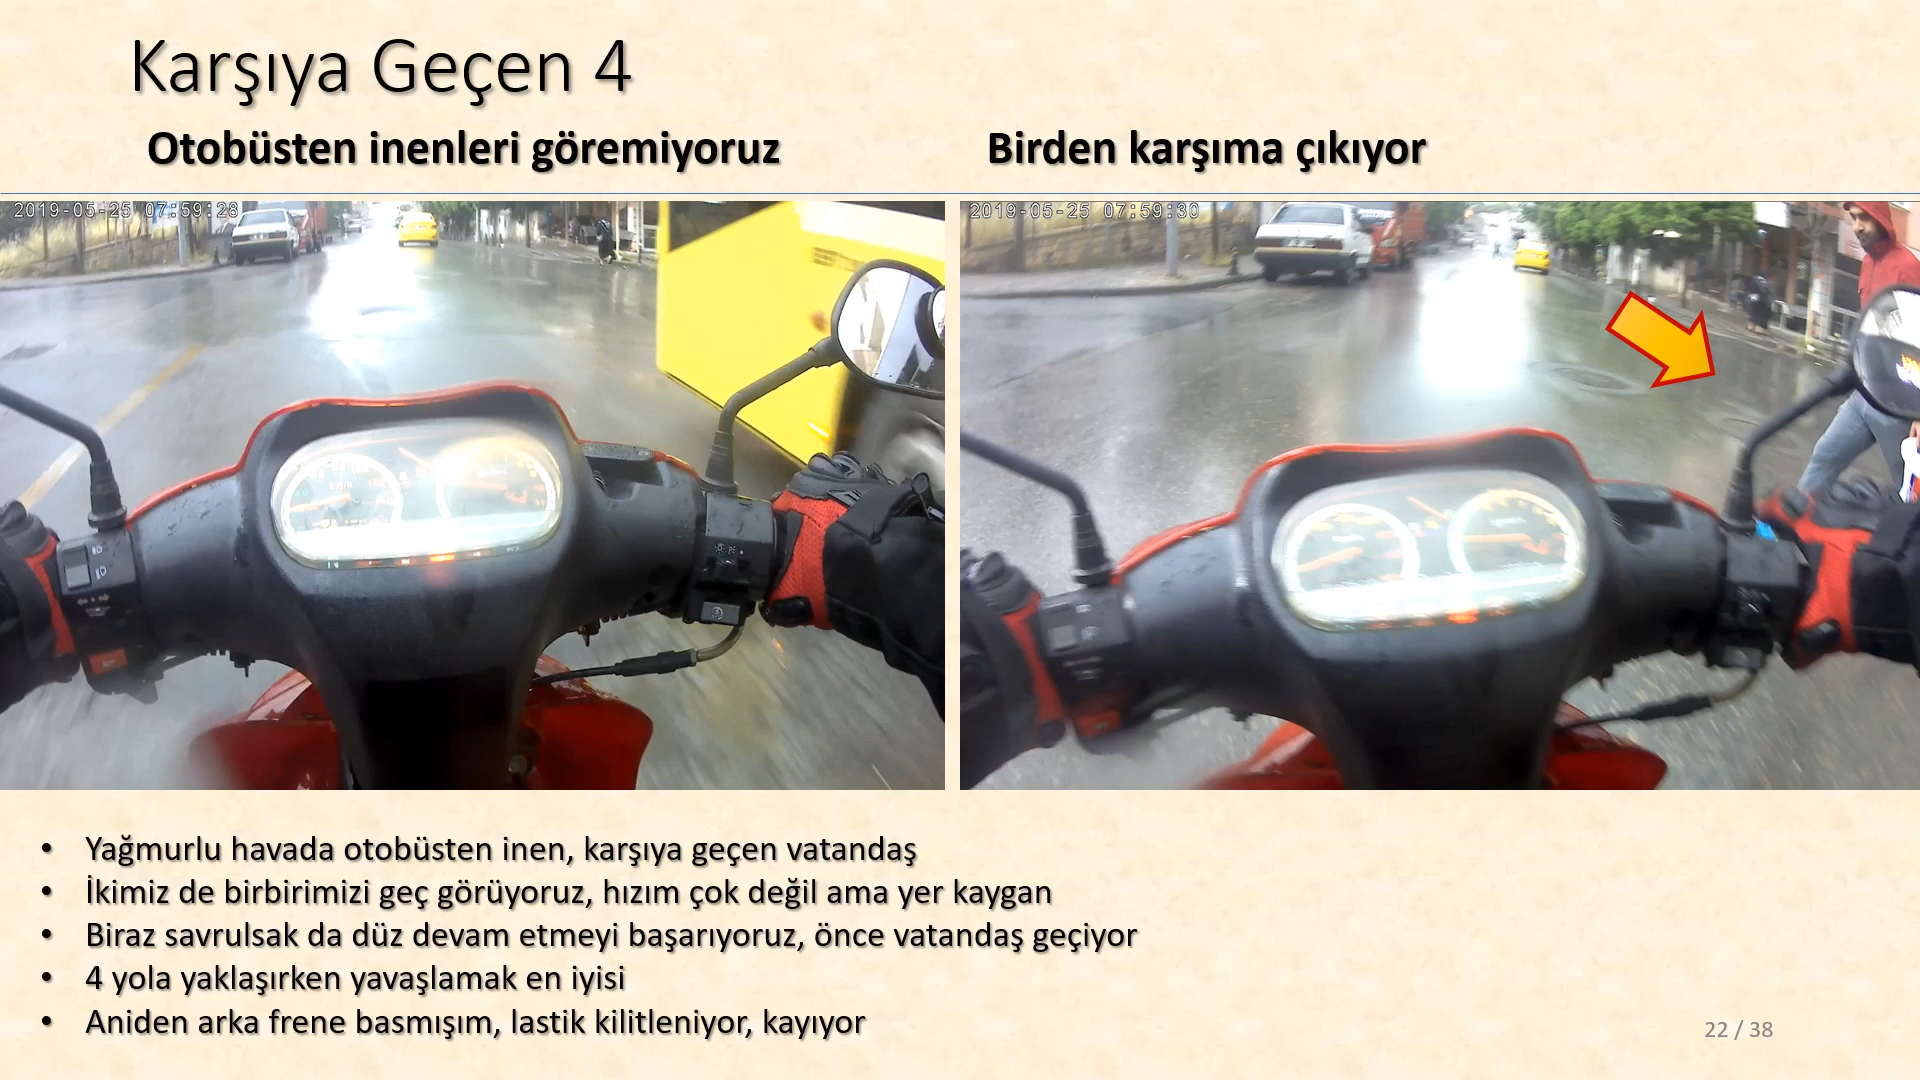 Karşıya Geçen 4
Otobüsten inenleri göremiyoruz
Birden karşıma çıkıyor
2019-05-25 07:59:28
2019-05-25 07:59:30
• Yağmurlu havada otobüsten inen, karşıya geçen vatandaş
• İkimiz de birbirimizi geç görüyoruz, hızım çok değil ama yer kaygan
• Biraz savrulsak da düz devam etmeyi başarıyoruz, önce vatandaş geçiyor
• 4 yola yaklaşırken yavaşlamak en iyisi
• Aniden arka frene basmışım, lastik kilitleniyor, kayıyor
22 / 38